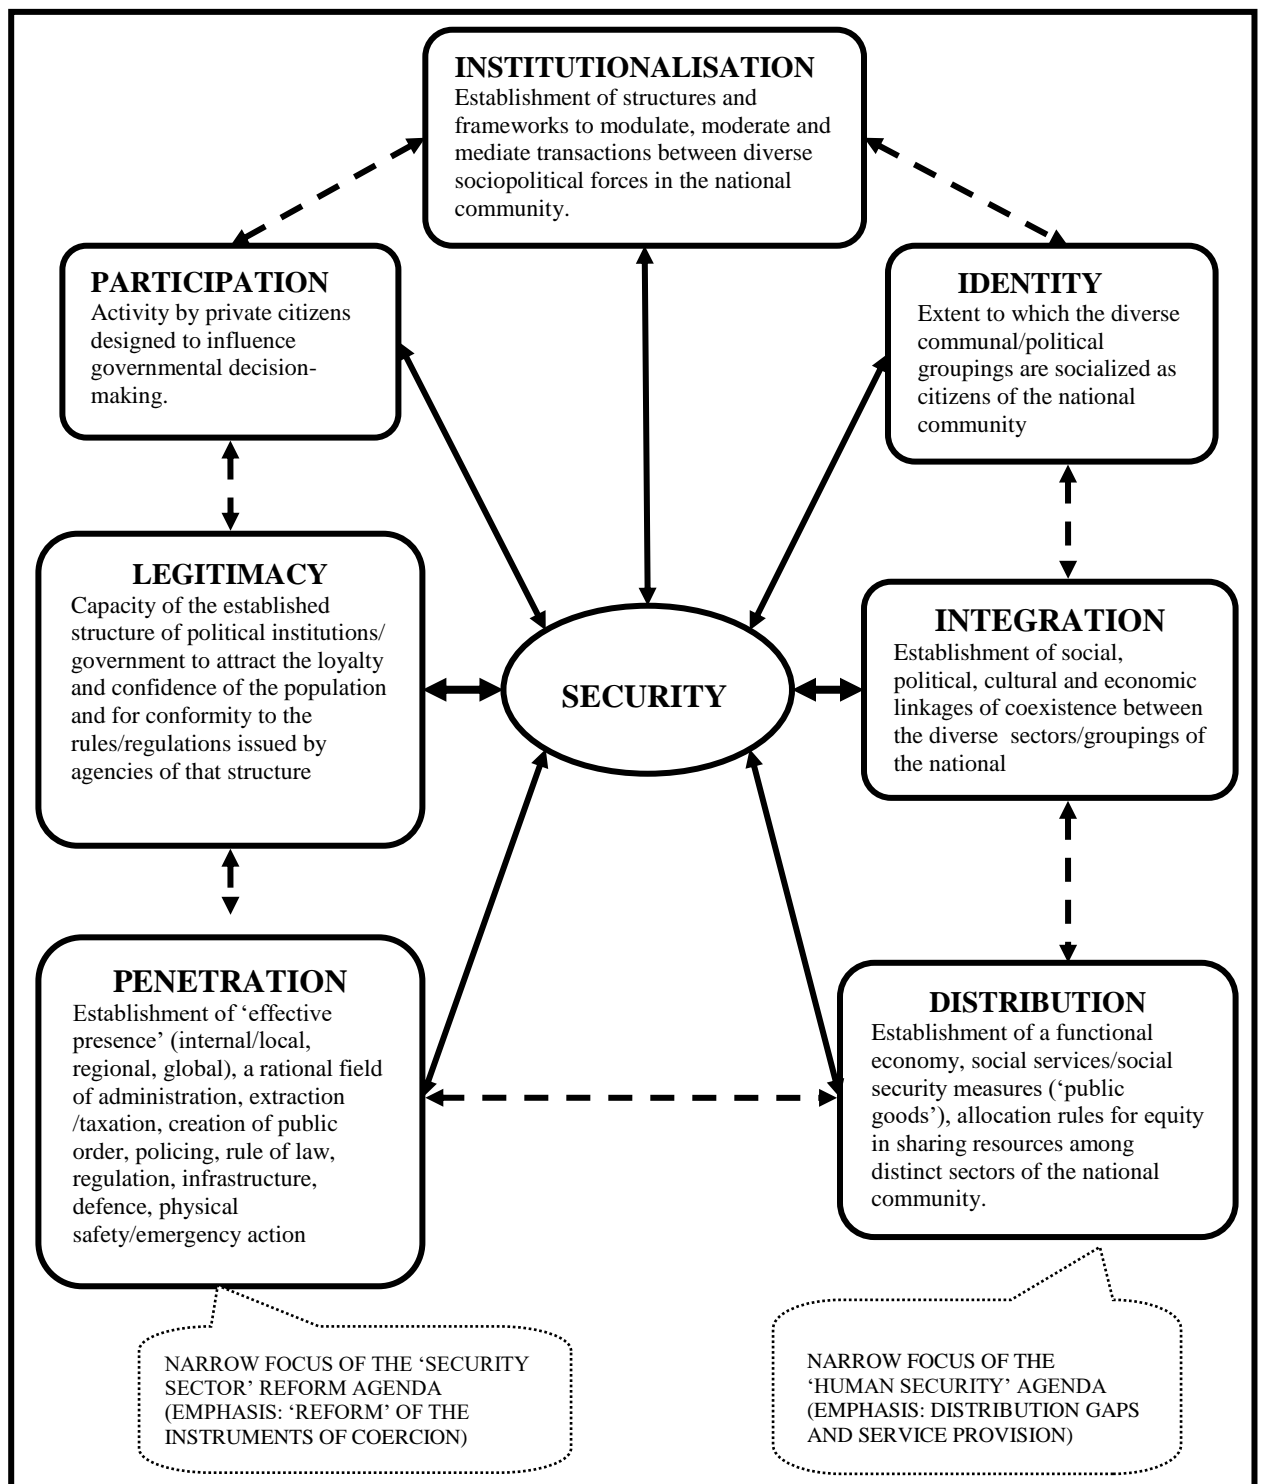 INSTITUTIONALISATION
Establishment of structures and
frameworks to modulate, moderate and
mediate transactions between diverse
sociopolitical forces in the national
community.
PARTICIPATION
Activity by private citizens
designed to influence
governmental decision-
making.
IDENTITY
Extent to which the diverse
communal/political
groupings are socialized as
citizens of the national
community
LEGITIMACY
Capacity of the established
structure of political institutions/
government to attract the loyalty
and confidence of the population
and for conformity to the
rules/regulations issued by
agencies of that structure
SECURITY
INTEGRATION
Establishment of social,
political, cultural and economic
linkages of coexistence between
the diverse sectors/groupings of
the national
PENETRATION
Establishment of ‘effective
presence’ (internal/local,
regional, global), a rational field
of administration, extraction
/taxation, creation of public
order, policing, rule of law,
regulation, infrastructure,
defence, physical
safety/emergency action
DISTRIBUTION
Establishment of a functional
economy, social services/social
security measures (‘public
goods’), allocation rules for equity
in sharing resources among
distinct sectors of the national
community.
NARROW FOCUS OF THE ‘SECURITY
SECTOR’ REFORM AGENDA
(EMPHASIS: ‘REFORM’ OF THE
INSTRUMENTS OF COERCION)
NARROW FOCUS OF THE
‘HUMAN SECURITY’ AGENDA
(EMPHASIS: DISTRIBUTION GAPS
AND SERVICE PROVISION)